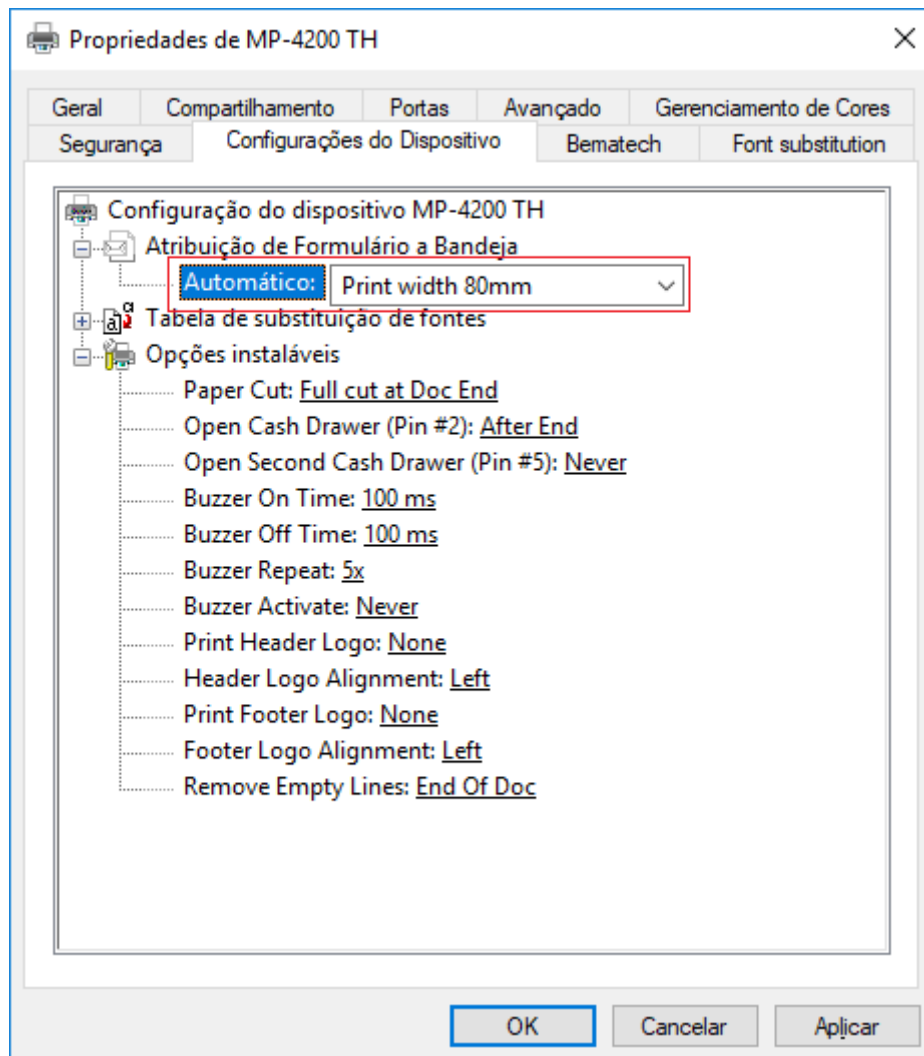 Propriedades de MP-4200 TH
Geral Compartilhamento Portas Avançado Gerenciamento de Cores
Segurança Configurações do Dispositivo Bematech Font substitution
Configuração do dispositivo MP-4200 TH
Atribuição de Formulário a Bandeja
Automático: Print width 80mm
Tabela de substituição de fontes
Opções instaláveis
Paper Cut: Full cut at Doc End
Open Cash Drawer (Pin #2): After End
Open Second Cash Drawer (Pin #5): Never
Buzzer On Time: 100 ms
Buzzer Off Time: 100 ms
Buzzer Repeat: 5x
Buzzer Activate: Never
Print Header Logo: None
Header Logo Alignment: Left
Print Footer Logo: None
Footer Logo Alignment: Left
Remove Empty Lines: End Of Doc
OK Cancelar Aplicar